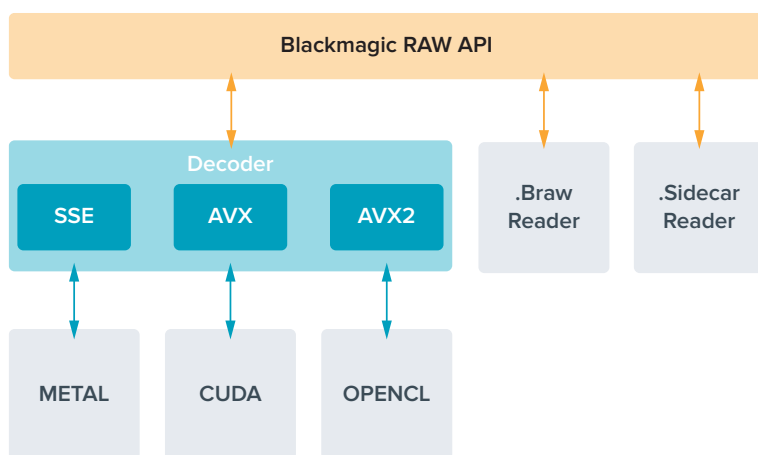 Blackmagic RAW API
Decoder
SSE
AVX
AVX2
.Braw
Reader
.Sidecar
Reader
METAL
CUDA
OPENCL